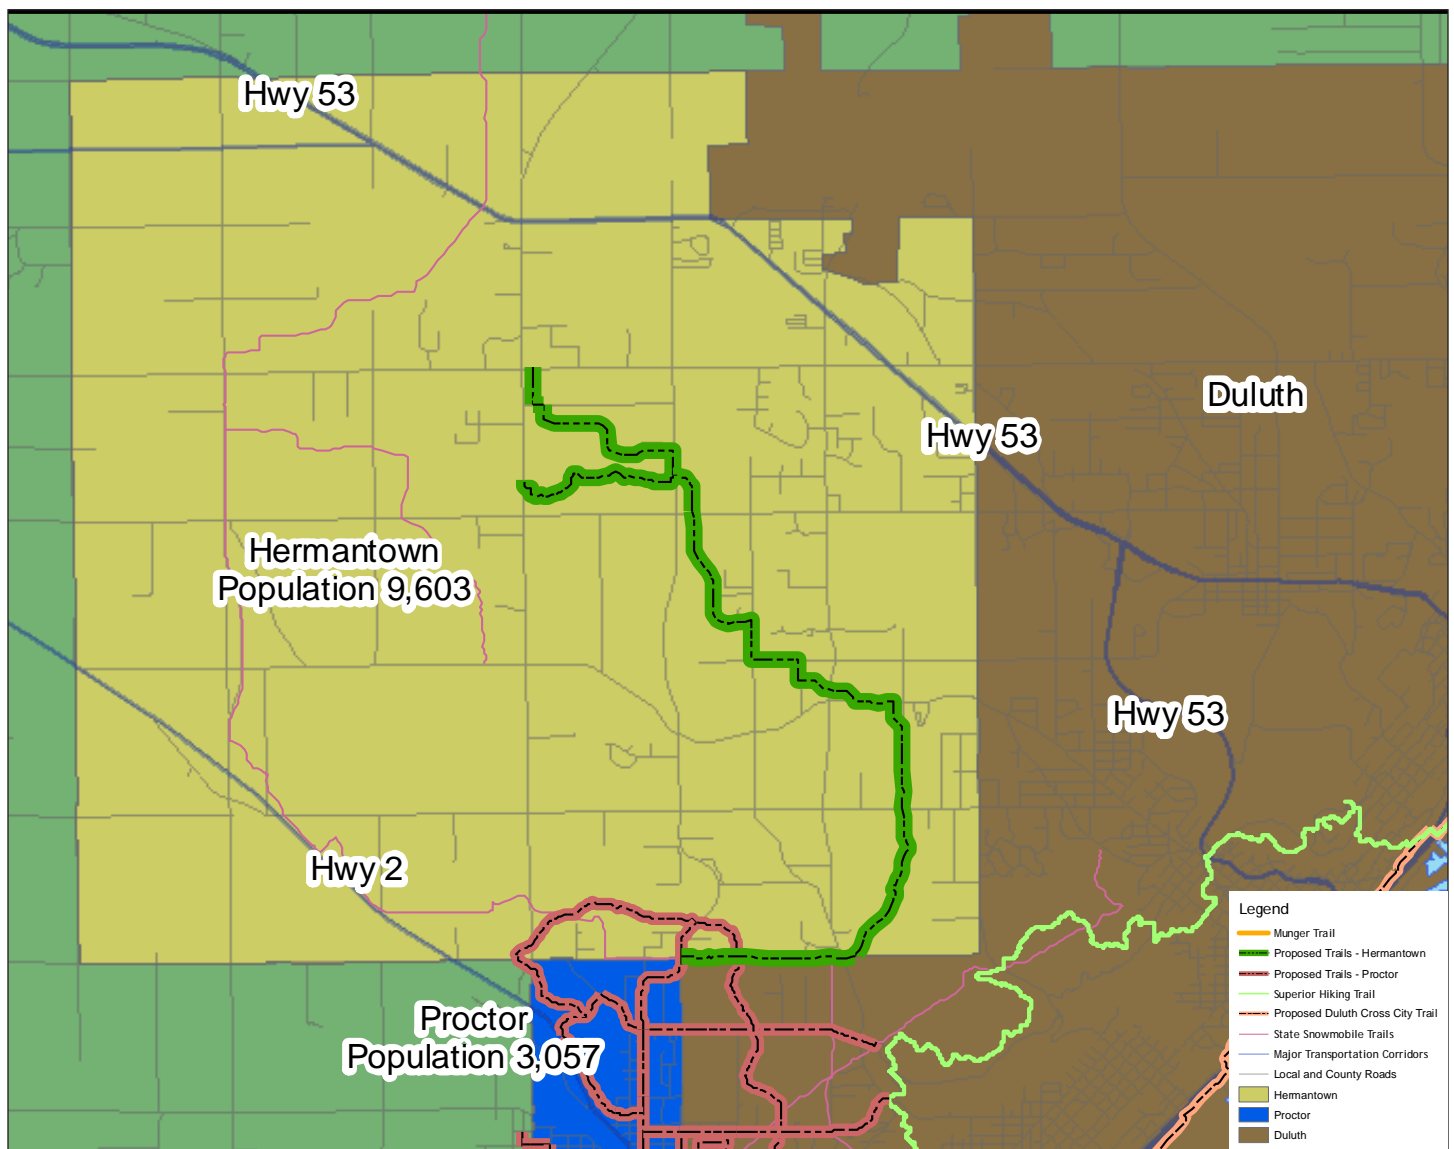 Hwy 53
Duluth
Hwy 53
Hermantown
Population 9,603
Hwy 53
Hwy 2
Proctor
Population 3,057
Legend
Munger Trail
Proposed Trails - Hermantown
Proposed Trails - Proctor
Superior Hiking Trail
Proposed Duluth Cross City Trail
State Snowmobile Trails
Major Transportation Corridors
Local and County Roads
Hermantown
Proctor
Duluth